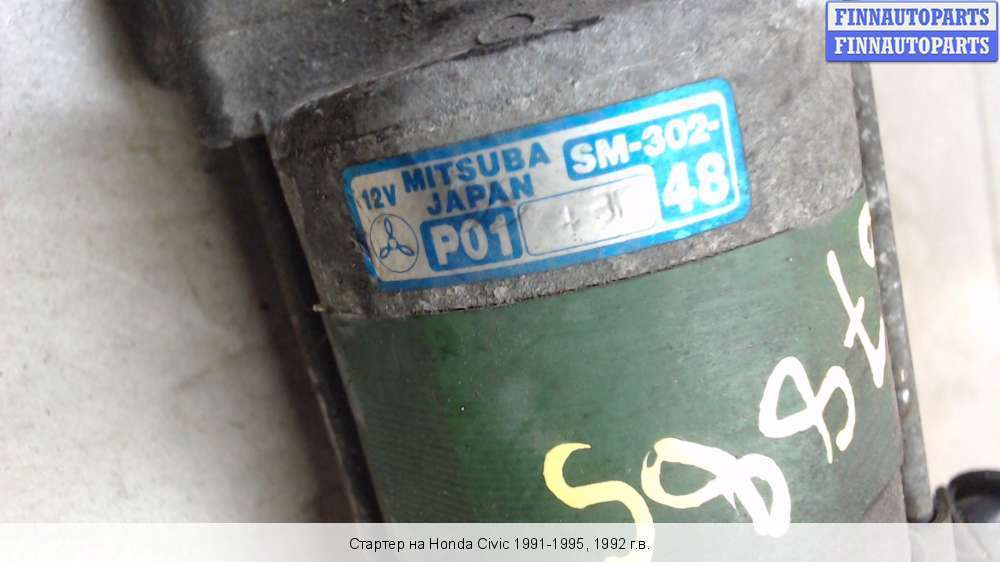 FINNAUTOPARTS
FINNAUTOPARTS
12V MITSUBA SM-302-
JAPAN
P01 48
Стартер на Honda Civic 1991-1995, 1992 г.в.